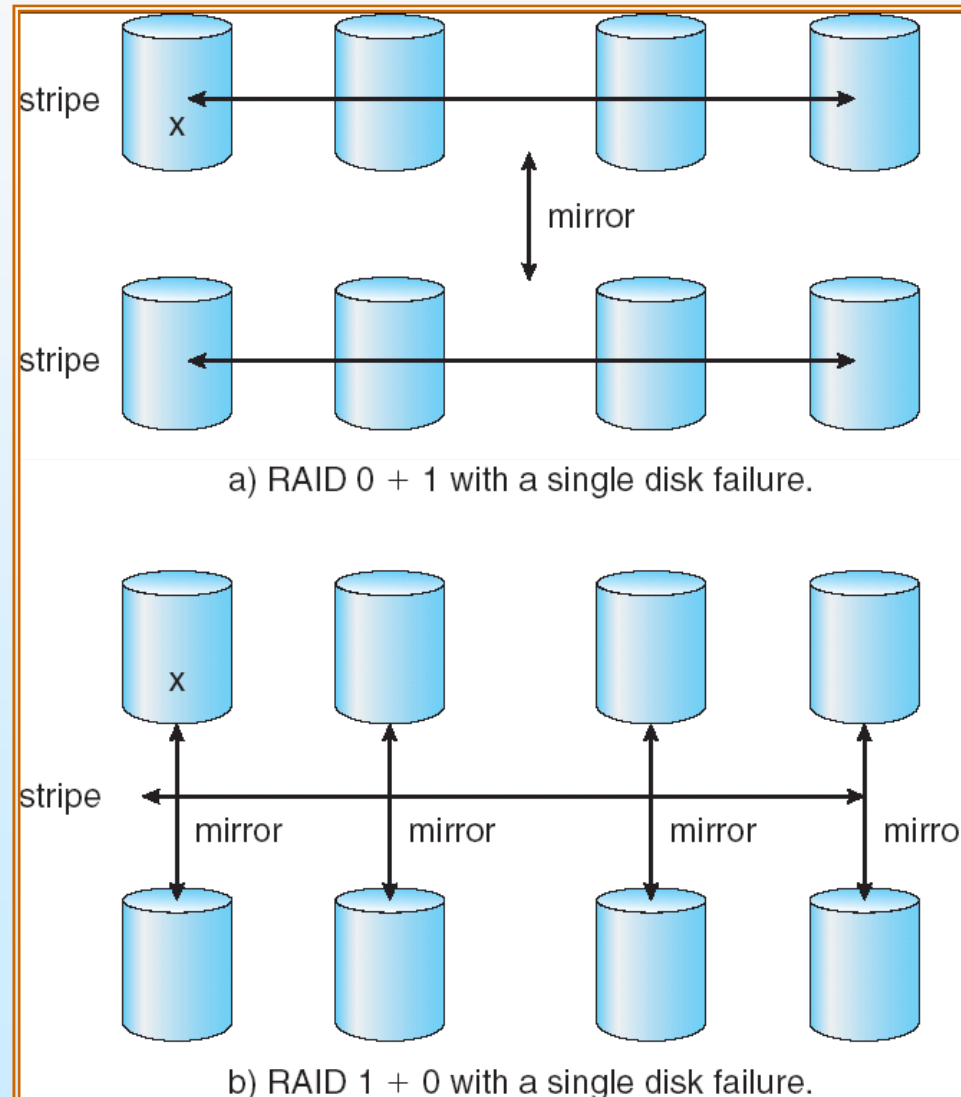 stripe
x
mirror
stripe
a) RAID 0 + 1 with a single disk failure.
x
stripe
mirror mirror mirror mirro
b) RAID 1 + 0 with a single disk failure.